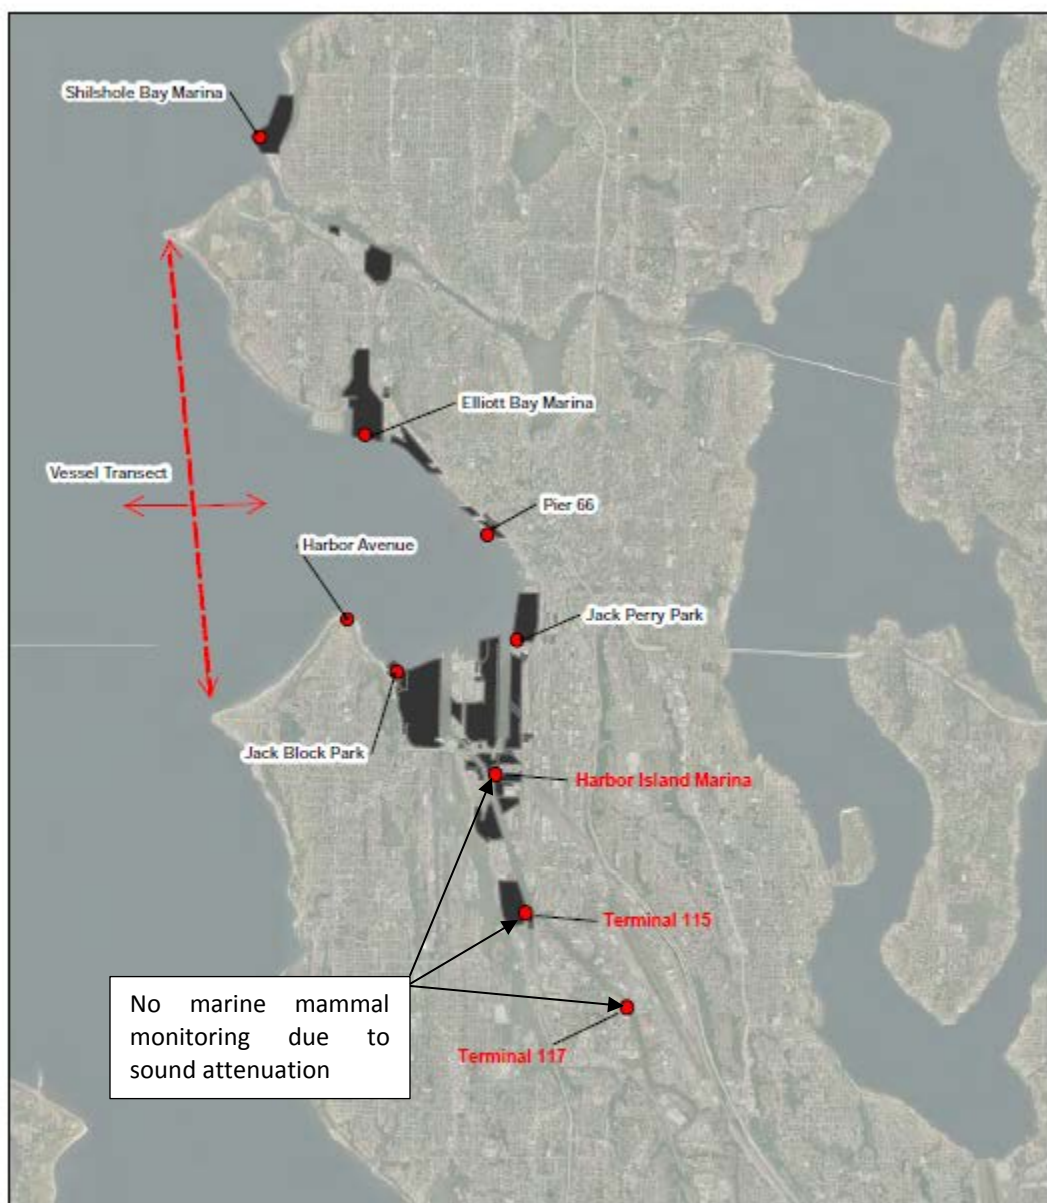 Shilshole Bay Marina
Elliott Bay Marina
Vessel Transect
Pier 66
Harbor Avenue
Jack Perry Park
Jack Block Park
Harbor Island Marina
Terminal 115
No marine mammal
monitoring due to
sound attenuation
Terminal 117